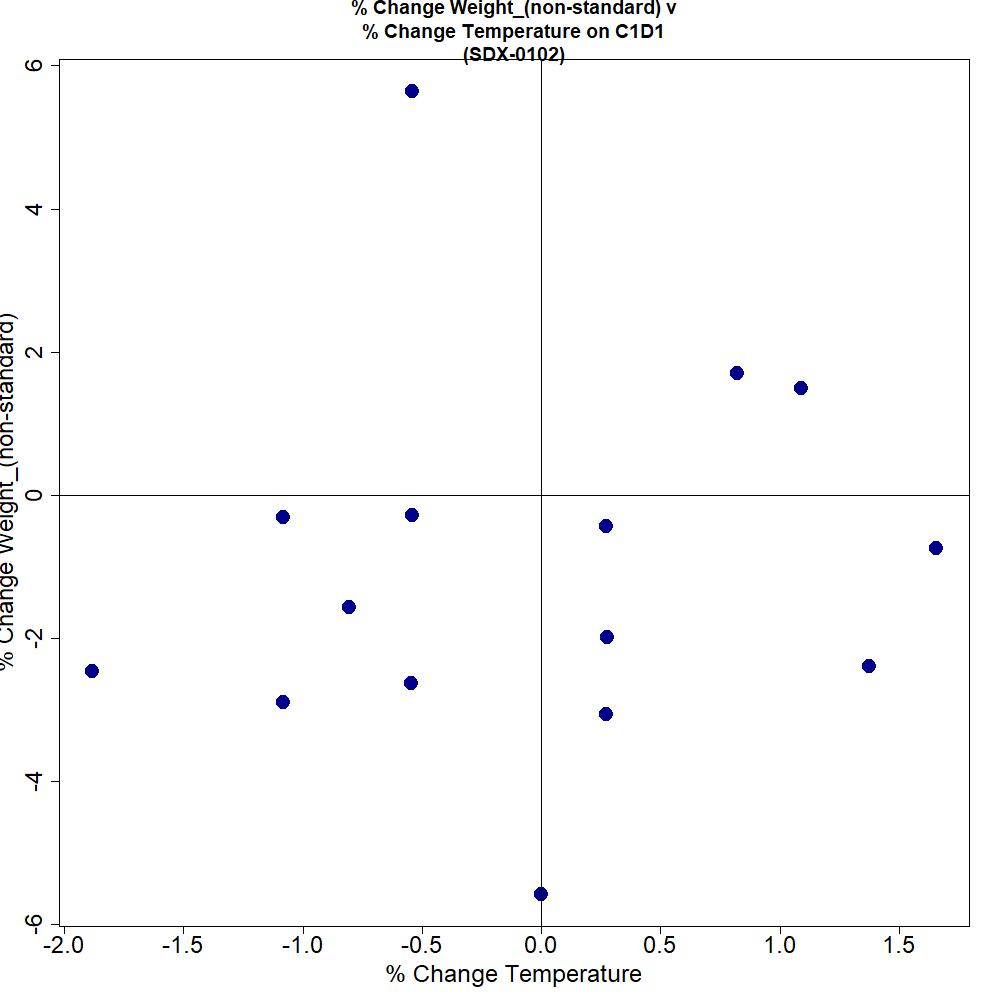 % Change Weight_(non-standard) v
% Change Temperature on C1D1
(SDX-0102)
6
4
2
0
-2
-4
-6
% Change Weight_(non-standard)
-2.0 -1.5 -1.0 -0.5 0.0 0.5 1.0 1.5
% Change Temperature